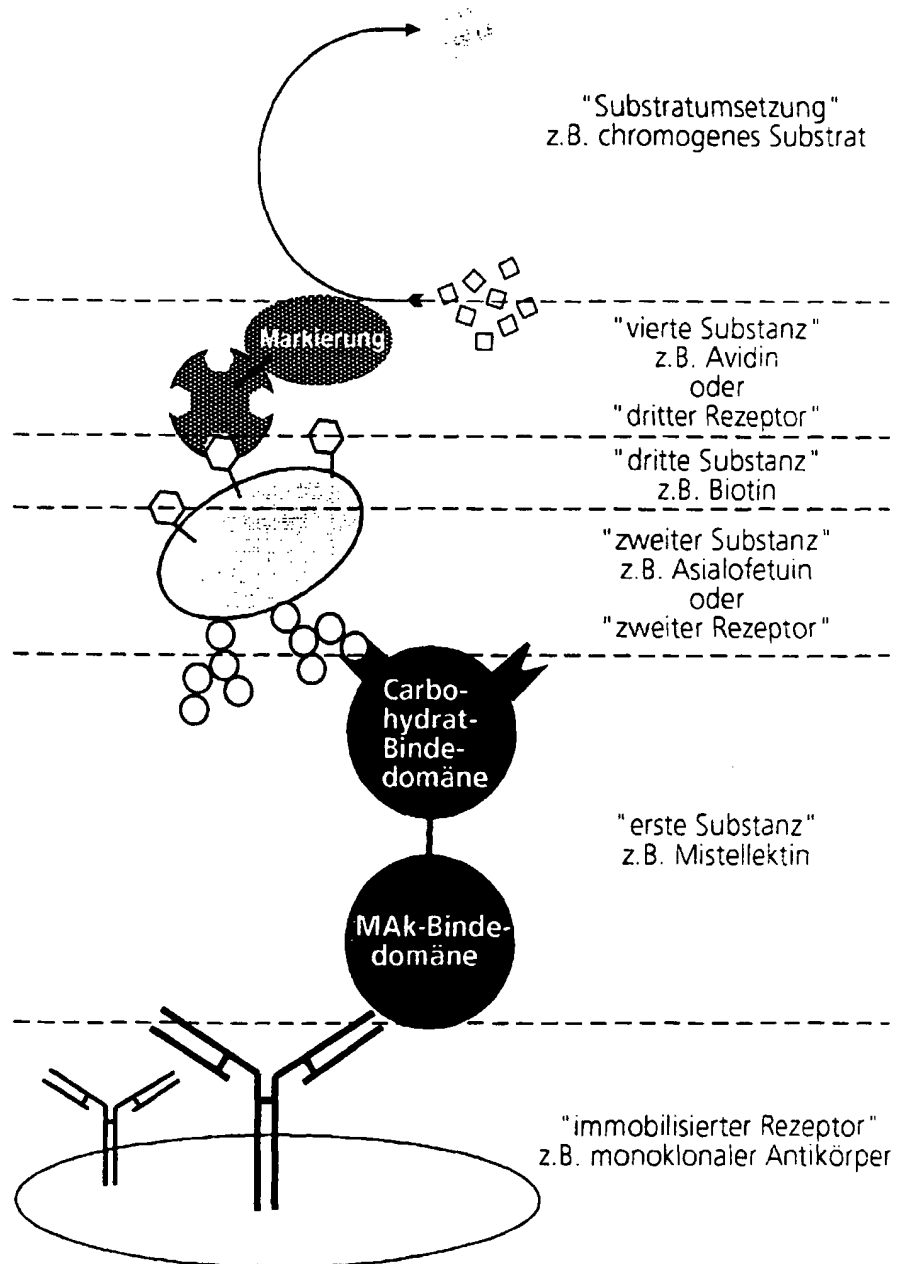 "Substratumsetzung"
z.B. chromogenes Substrat
Markierung
"vierte Substanz"
z.B. Avidin
oder
"dritter Rezeptor"
"dritte Substanz"
z.B. Biotin
"zweiter Substanz"
z.B. Asialofetuin
oder
"zweiter Rezeptor"
Carbo-
hydrat-
Binde-
domäne
"erste Substanz"
z.B. Mistellektin
MAk-Binde-
domäne
"immobilisierter Rezeptor"
z.B. monoklonaler Antikörper